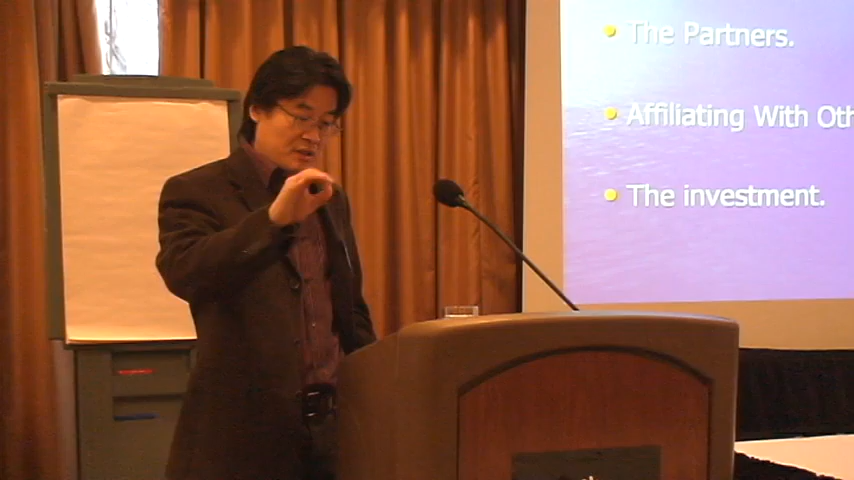 The Partners.
Affiliating With Oth
The investment.